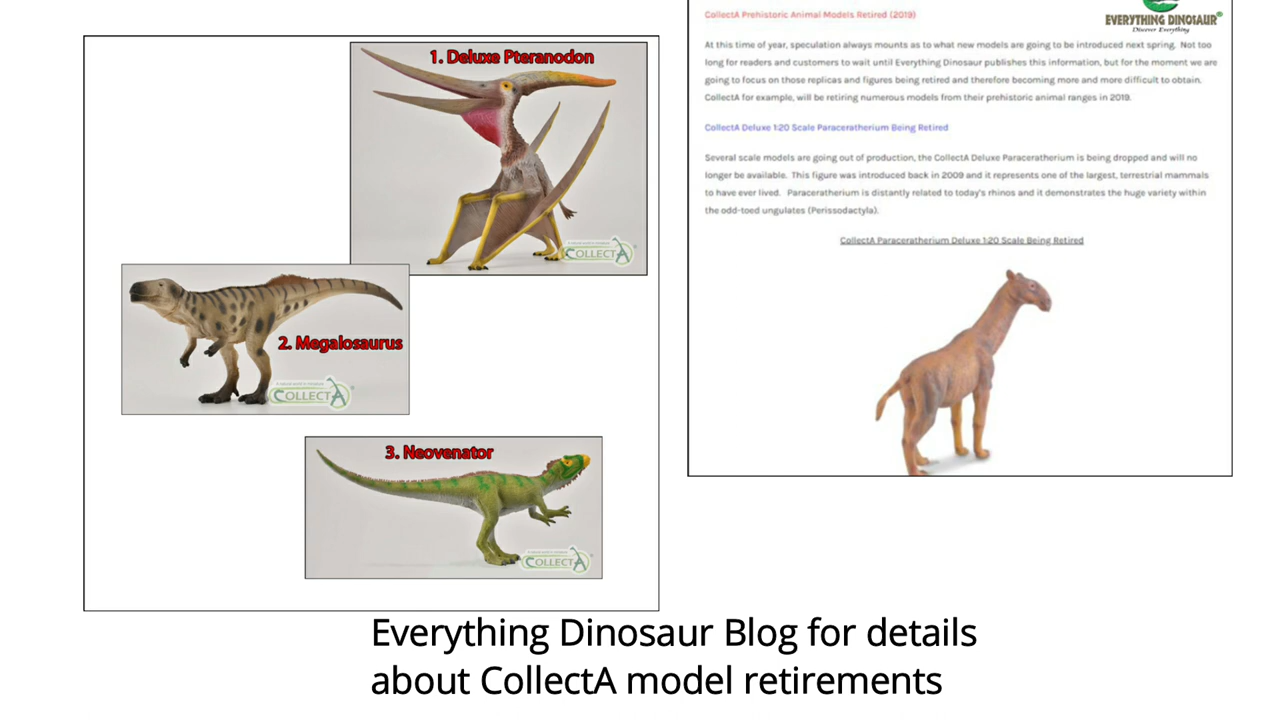 1. Deluxe Pteranodon
COLLECTA
2. Megalosaurus
COLLECTA
3. Neovenator
COLLECTA
EVERYTHING DINOSAUR®
Discover Everything
CollectA Prehistoric Animal Models Retired (2019)
At this time of year, speculation always mounts as to what new models are going to be introduced next spring. Not too
long for readers and customers to wait until Everything Dinosaur publishes this information, but for the moment we are
going to focus on those replicas and figures being retired and therefore becoming more and more difficult to obtain.
CollectA for example, will be retiring numerous models from their prehistoric animal ranges in 2019.
CollectA Deluxe 1:20 Scale Paraceratherium Being Retired
Several scale models are going out of production, the CollectA Deluxe Paraceratherium is being dropped and will no
longer be available. This figure was introduced back in 2009 and it represents one of the largest, terrestrial mammals
to have ever lived. Paraceratherium is distantly related to today's rhinos and it demonstrates the huge variety within
the odd-toed ungulates (Perissodactyla).
CollectA Paraceratherium Deluxe 1:20 Scale Being Retired
Everything Dinosaur Blog for details
about CollectA model retirements